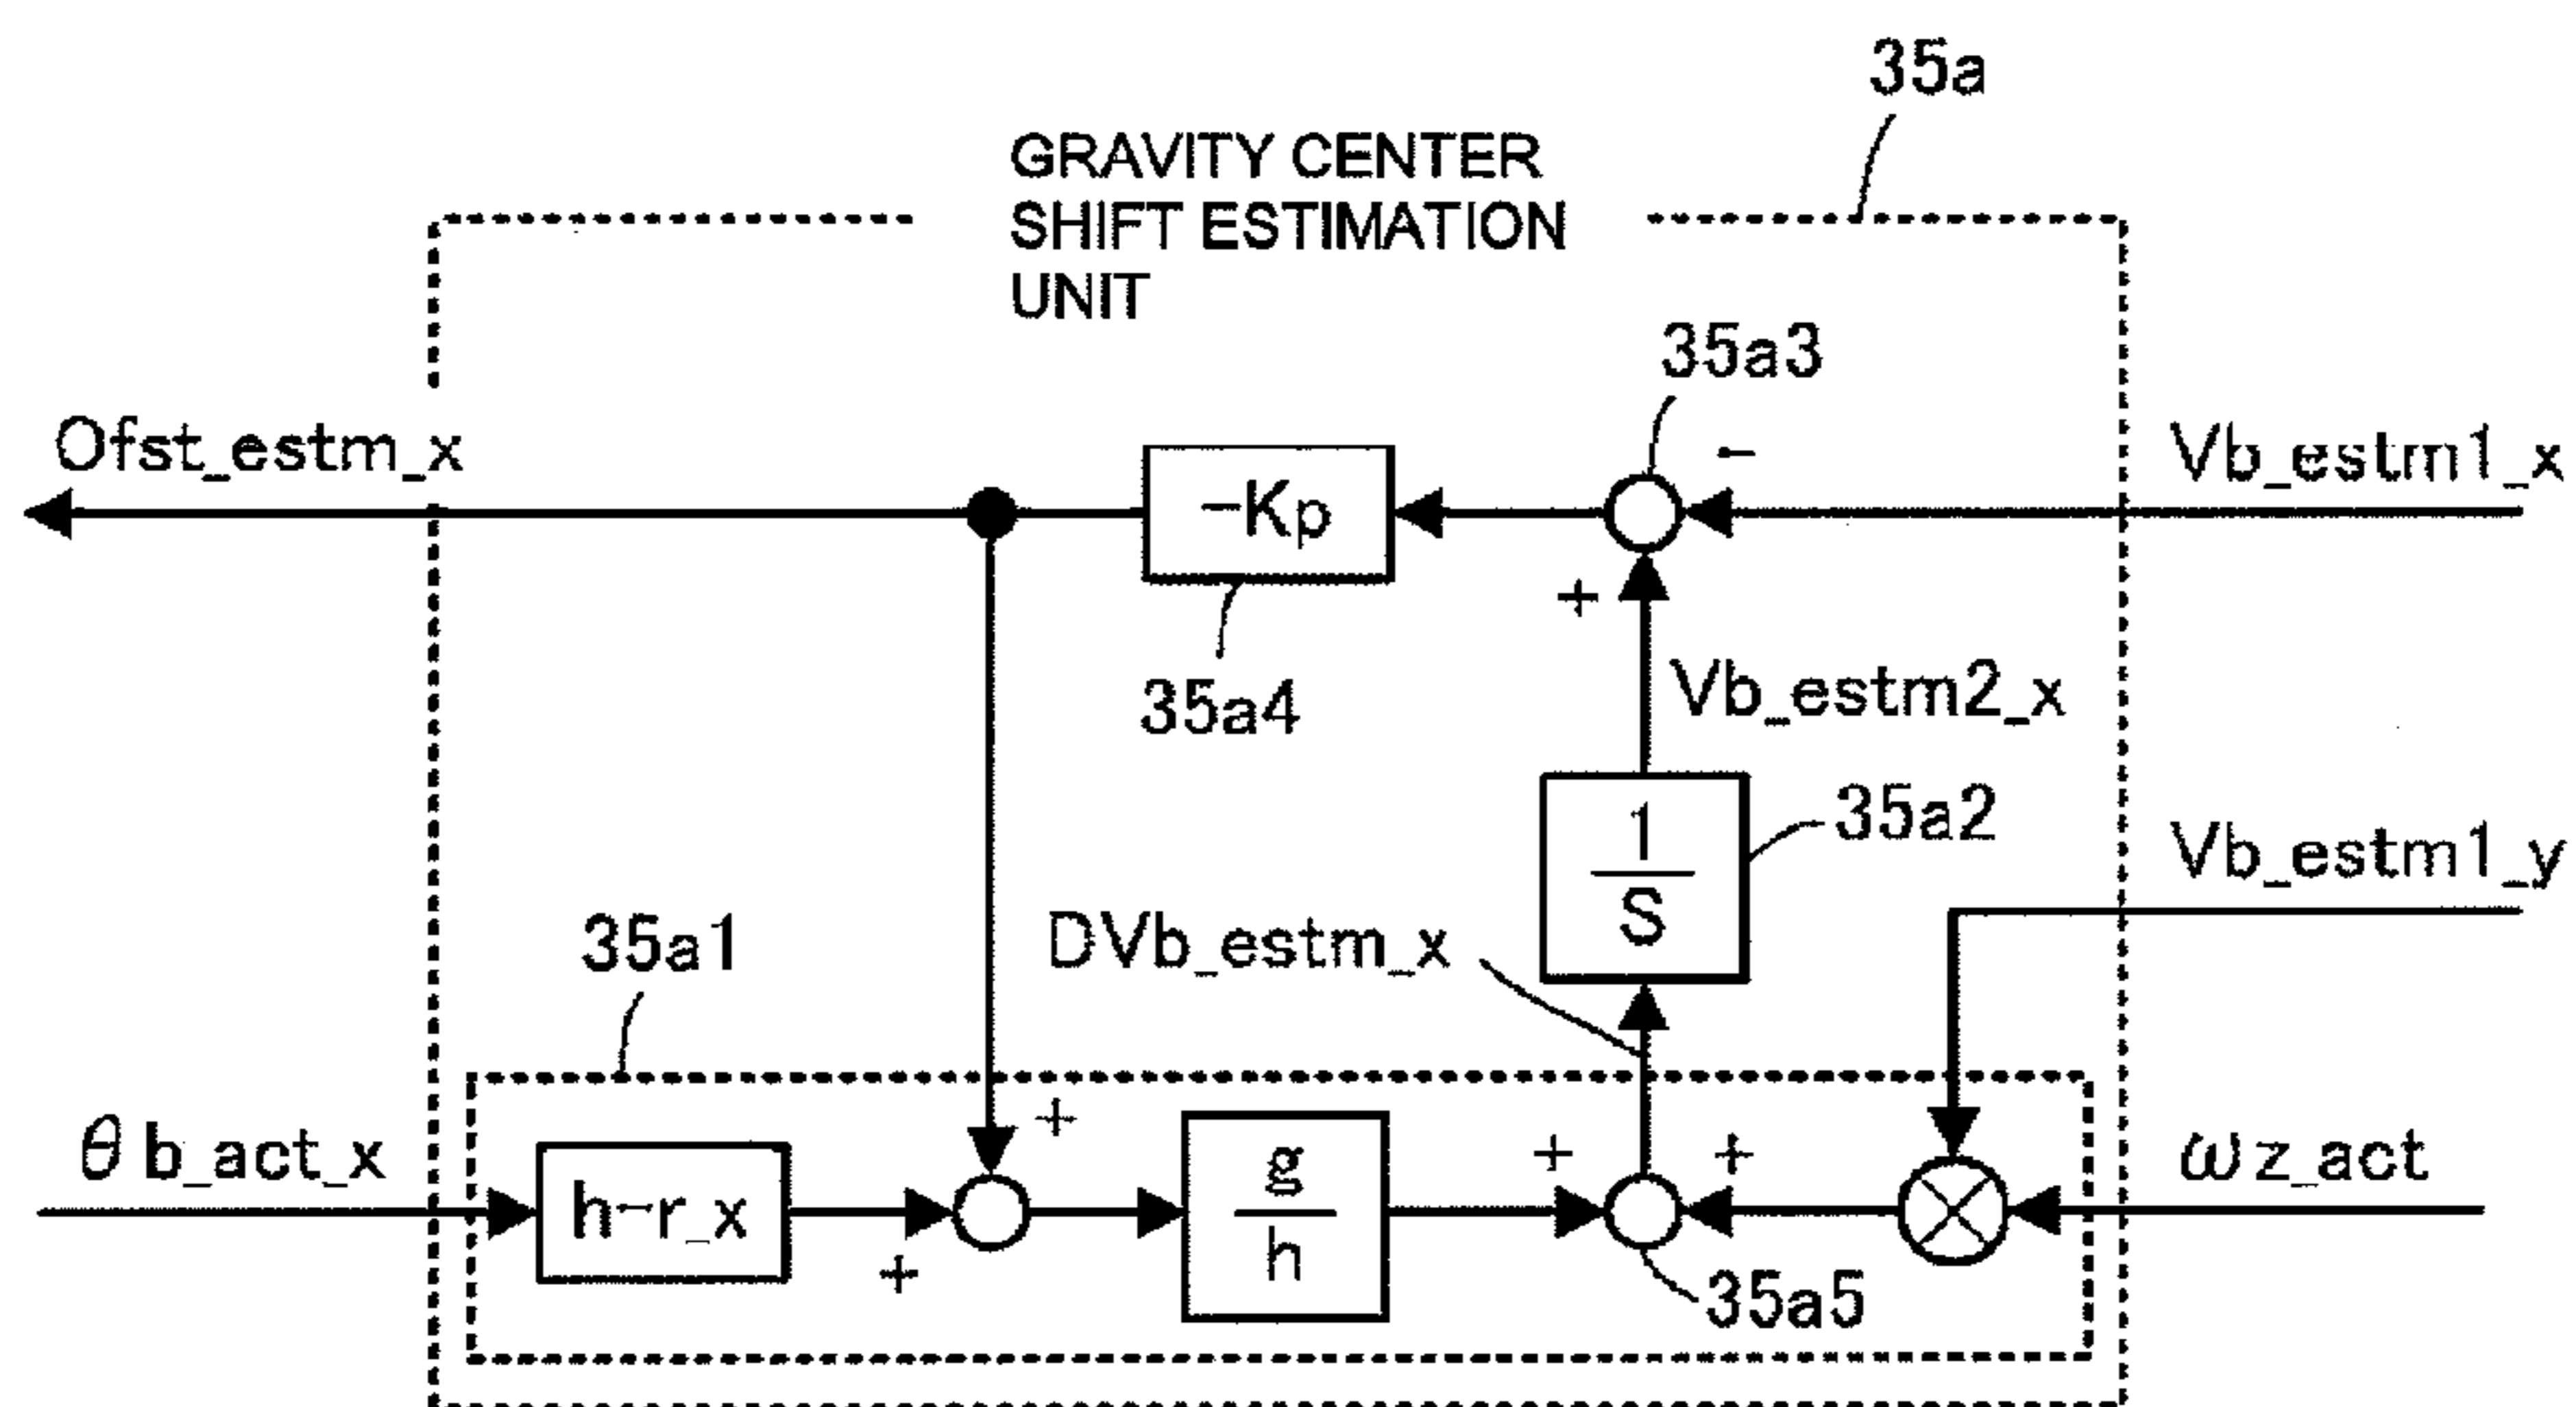 35a
GRAVITY CENTER
SHIFT ESTIMATION
UNIT
35a3
Ofst_estm_x
-Kp
-
Vb_estm1_x
+
35a4
Vb_estm2_x
1
S
35a2
Vb_estm1_y
35a1
DVb_estm_x
θb_act_x
h-r_x
+
+
g
h
+
+
ωz_act
35a5